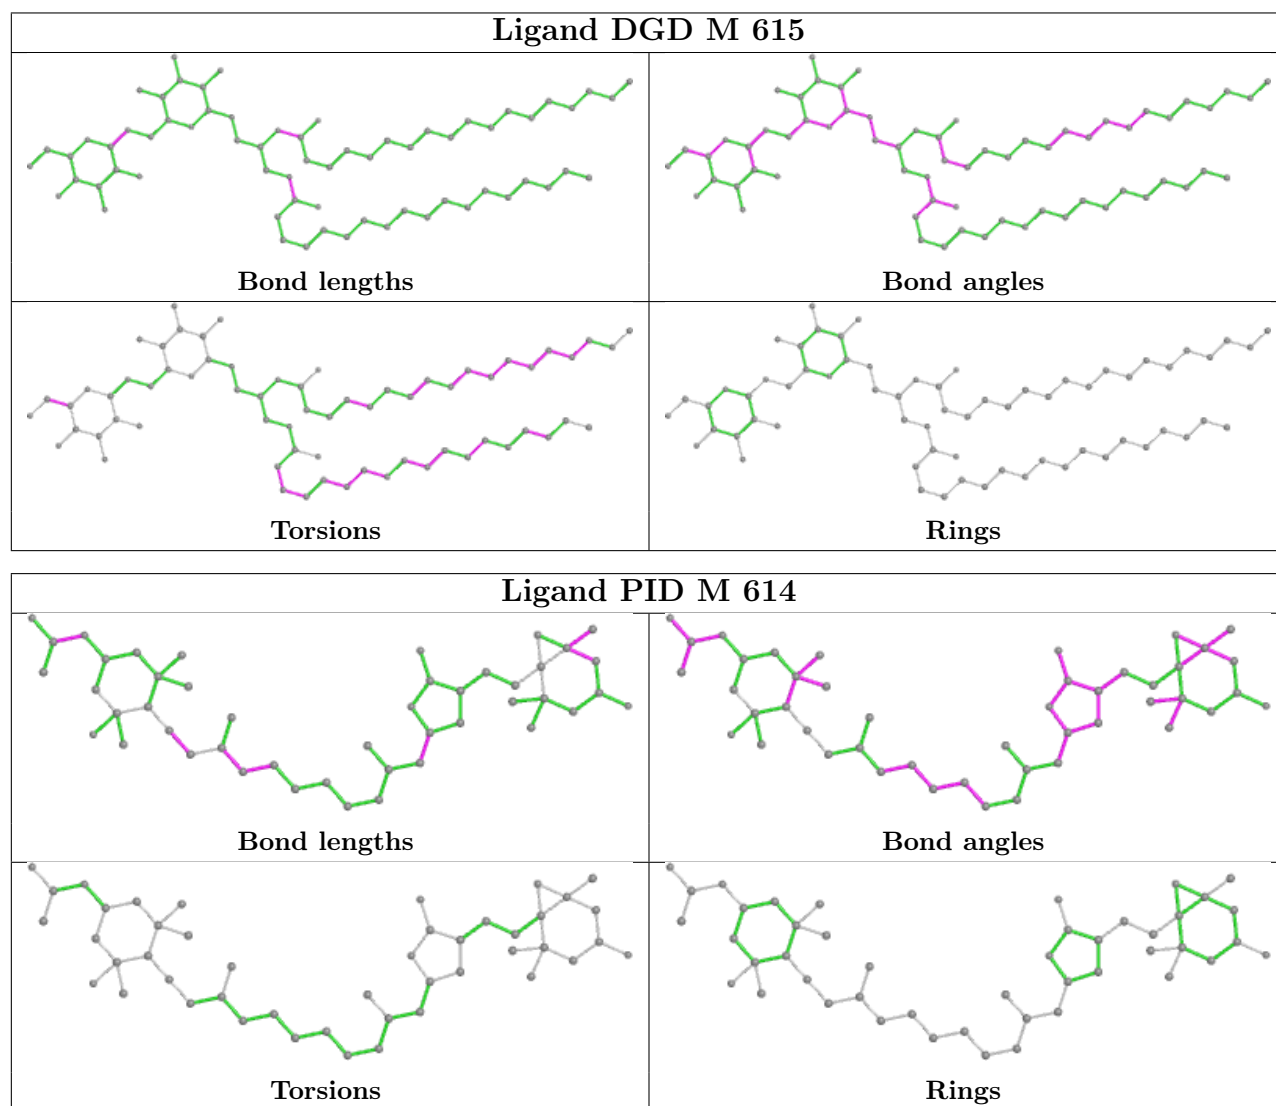 Ligand DGD M 615
Bond lengths
Bond angles
Torsions
Rings
Ligand PID M 614
Bond lengths
Bond angles
Torsions
Rings